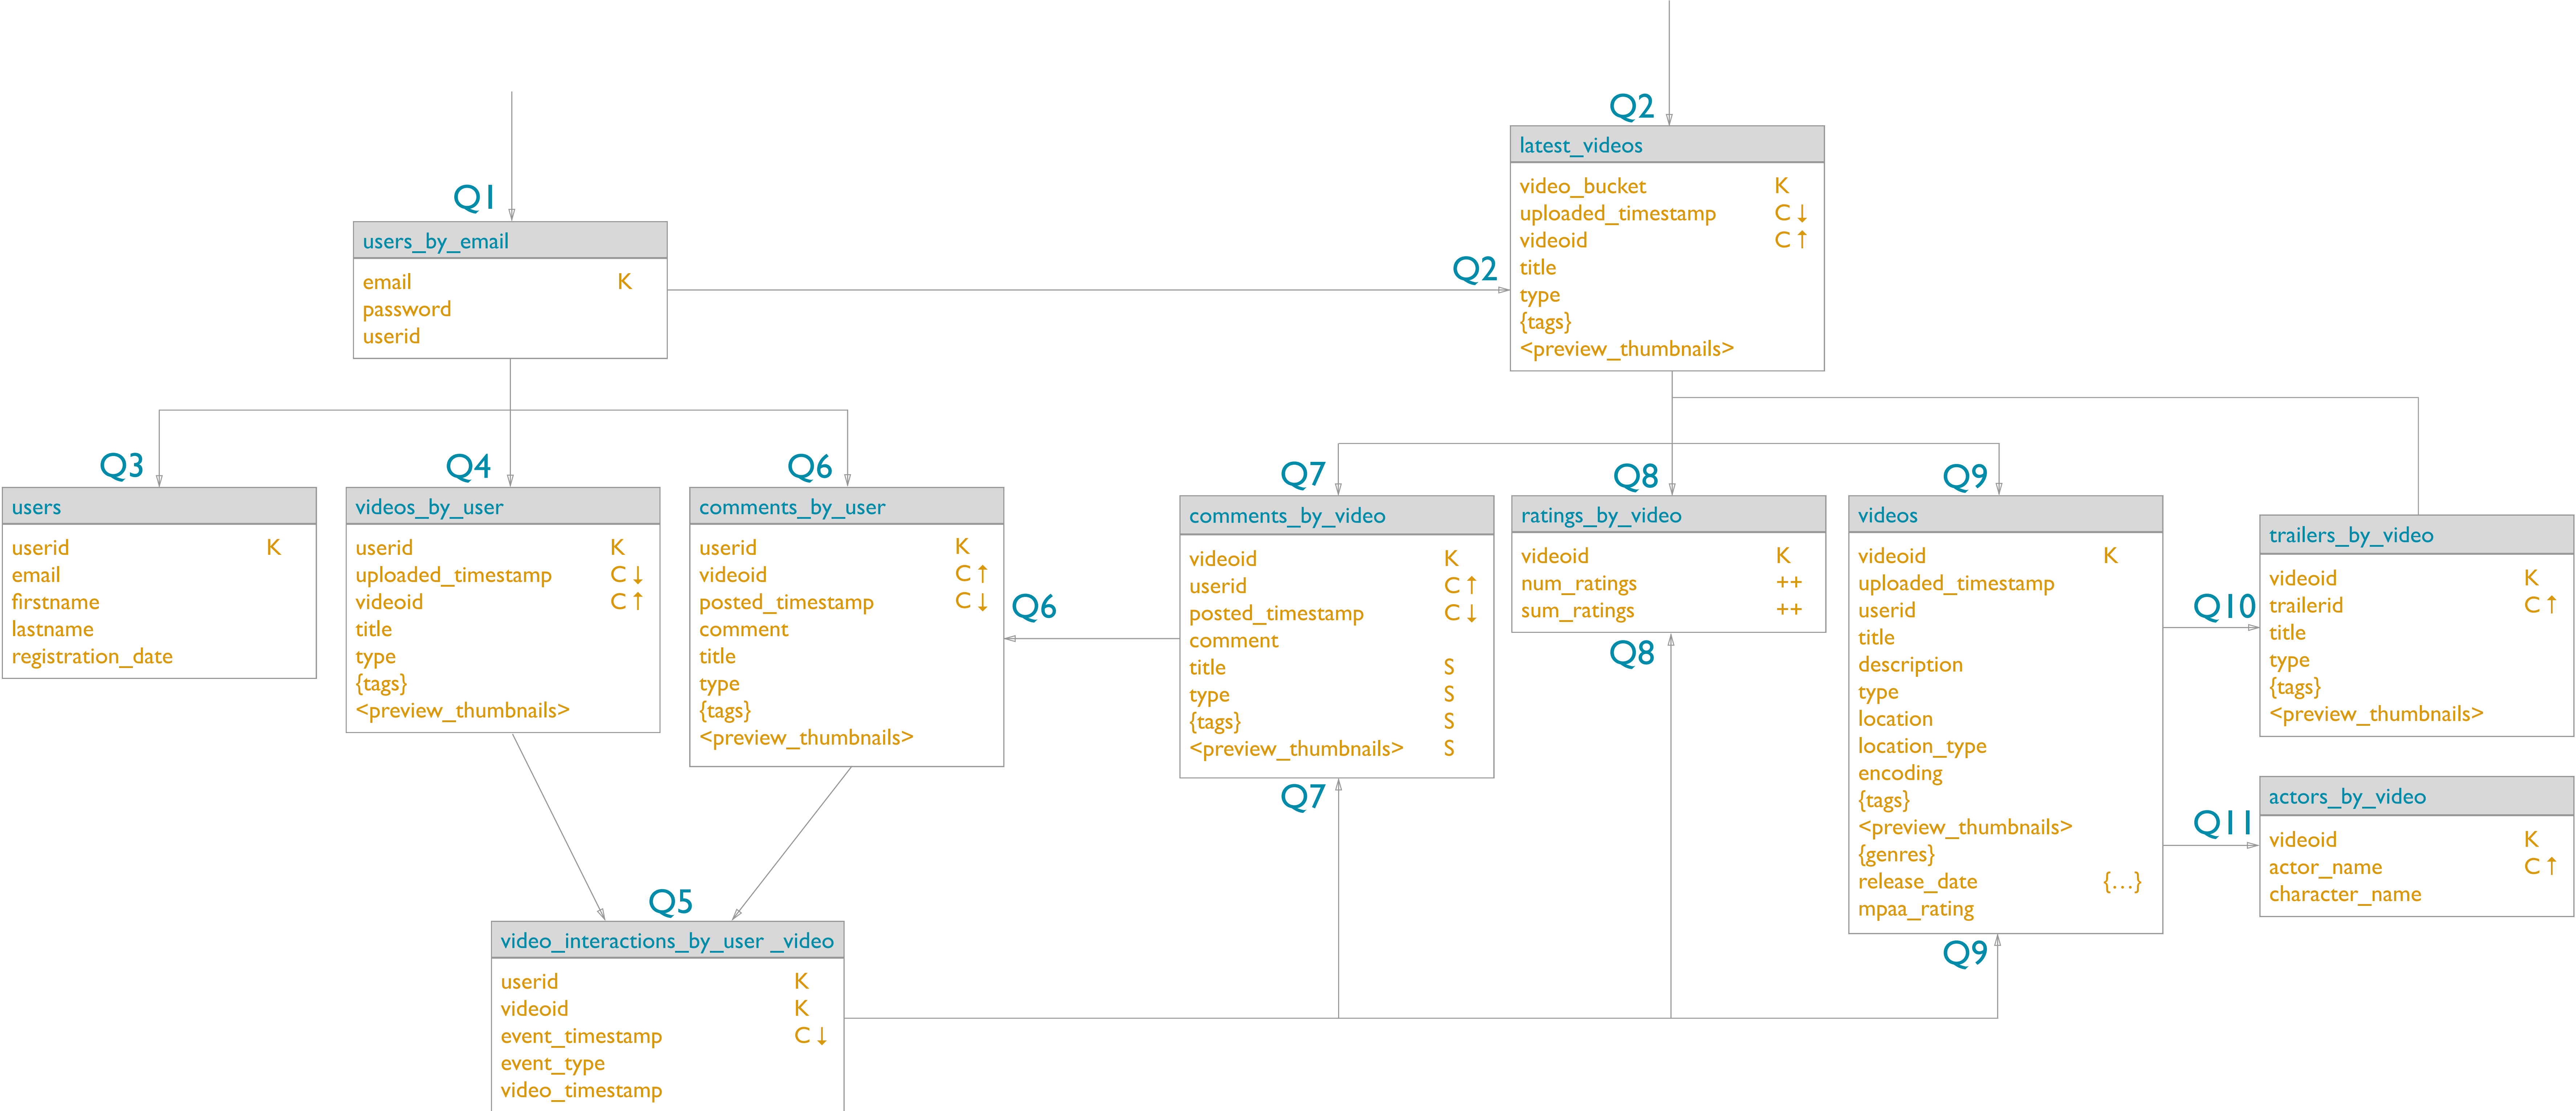 Q2
latest_videos
video_bucket K
uploaded_timestamp C ↓
videoid C ↑
title
type
{tags}
<preview_thumbnails>
Q1
users_by_email
email K
password
userid
Q2
Q3
users
userid K
email
firstname
lastname
registration_date
Q4
videos_by_user
userid K
uploaded_timestamp C ↓
videoid C ↑
title
type
{tags}
<preview_thumbnails>
Q6
comments_by_user
userid K
videoid C ↑
posted_timestamp C ↓
comment
title
type
{tags}
<preview_thumbnails>
Q6
Q7
comments_by_video
videoid K
userid C ↑
posted_timestamp C ↓
comment
title S
type S
{tags} S
<preview_thumbnails> S
Q7
Q8
ratings_by_video
videoid K
num_ratings ++
sum_ratings ++
Q8
Q9
videos
videoid K
uploaded_timestamp
userid
title
description
type
location
location_type
encoding
{tags}
<preview_thumbnails>
{genres}
release_date {...}
mpaa_rating
Q9
Q10
trailers_by_video
videoid K
trailerid C ↑
title
type
{tags}
<preview_thumbnails>
Q11
actors_by_video
videoid K
actor_name C ↑
character_name
Q5
video_interactions_by_user _video
userid K
videoid K
event_timestamp C ↓
event_type
video_timestamp